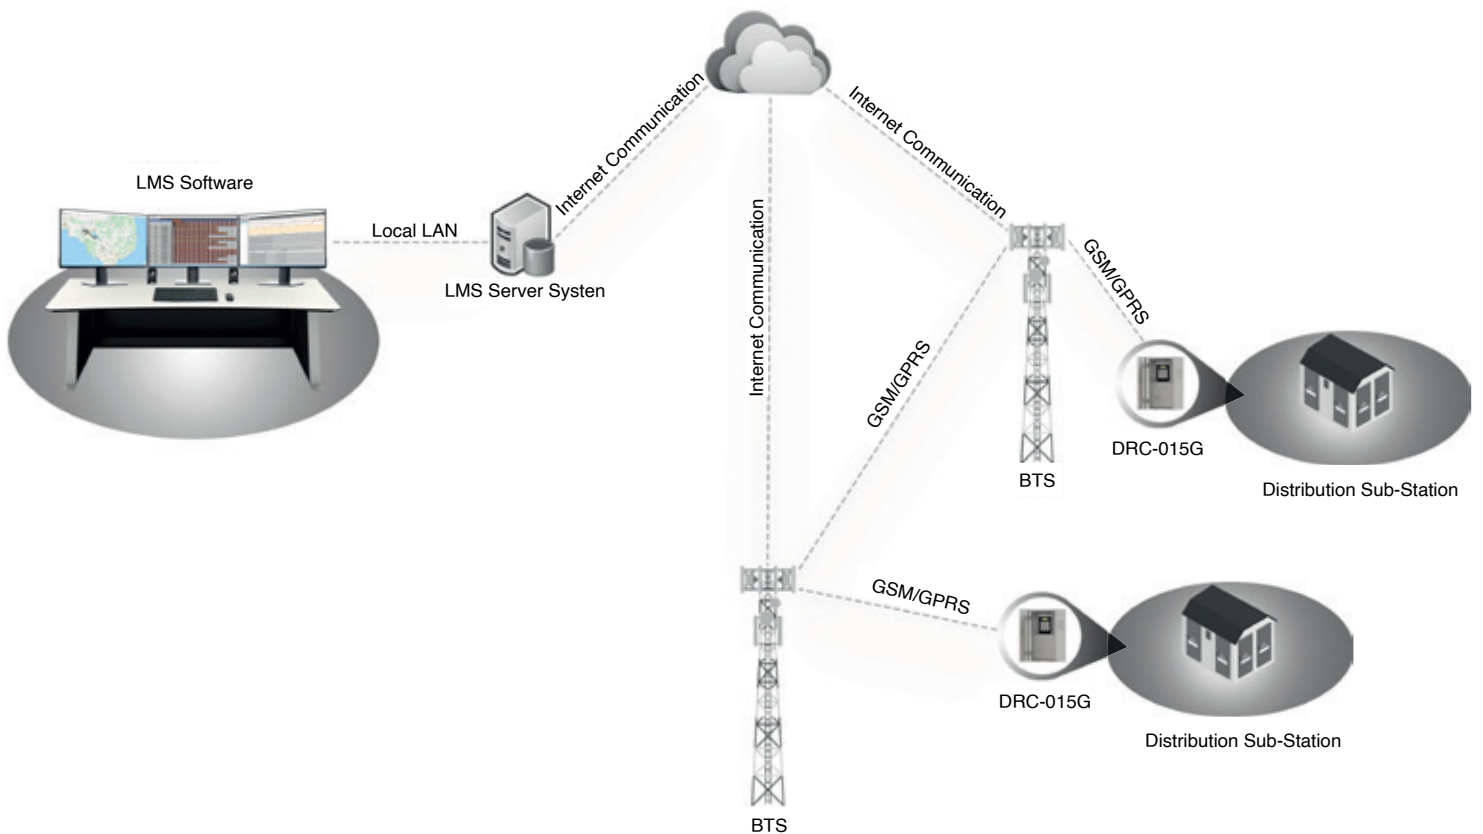 Internet Communication
Internet Communication
LMS Software
Local LAN
LMS Server Systen
Internet Communication
GSM/GPRS
GSM/GPRS
DRC-015G
BTS
Distribution Sub-Station
GSM/GPRS
DRC-015G
Distribution Sub-Station
BTS